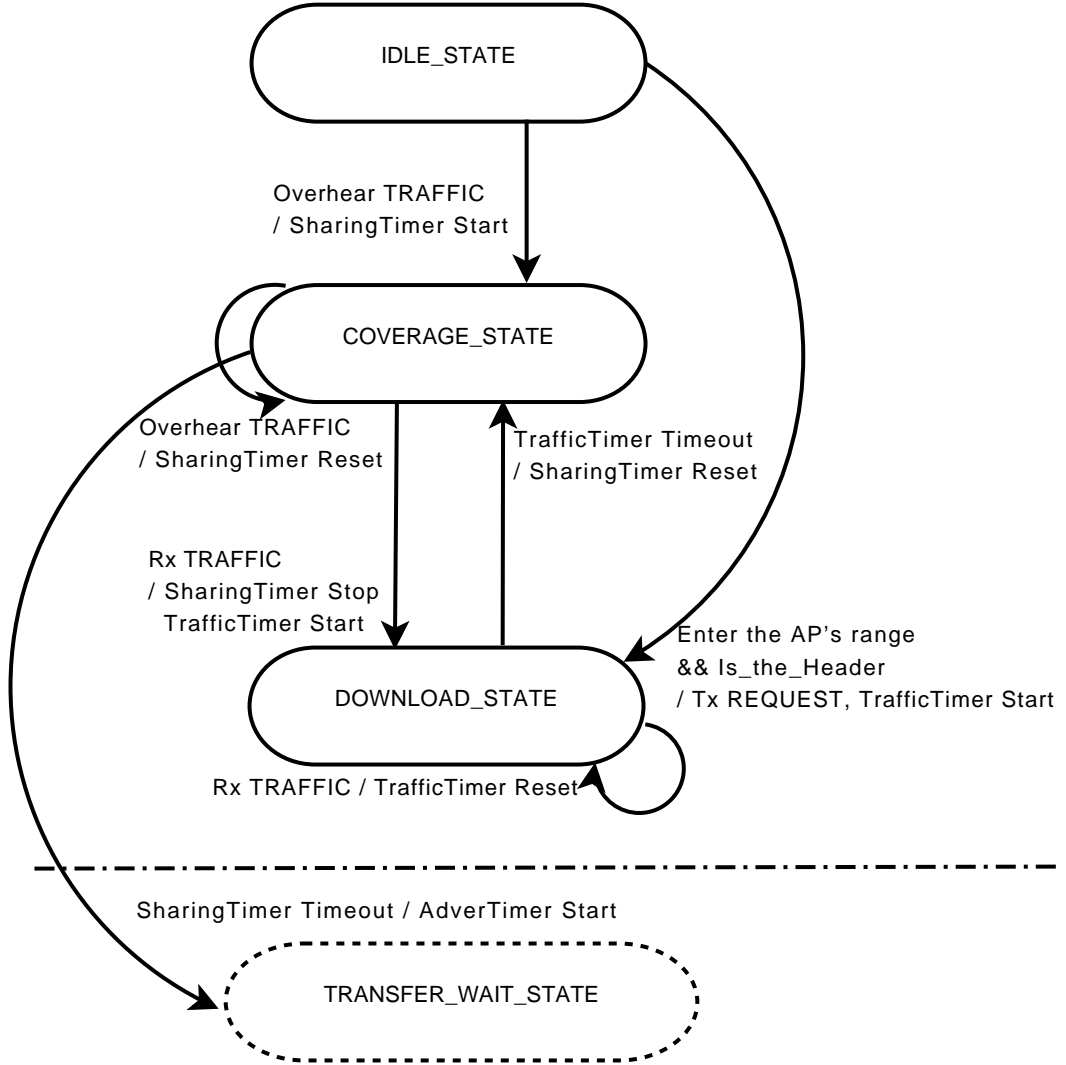 IDLE_STATE
Overhear TRAFFIC
/ SharingTimer Start
COVERAGE_STATE
Overhear TRAFFIC
/ SharingTimer Reset
TrafficTimer Timeout
/ SharingTimer Reset
Rx TRAFFIC
/ SharingTimer Stop
TrafficTimer Start
Enter the AP's range
&& Is_the_Header
/ Tx REQUEST, TrafficTimer Start
DOWNLOAD_STATE
Rx TRAFFIC / TrafficTimer Reset
SharingTimer Timeout / AdverTimer Start
TRANSFER_WAIT_STATE